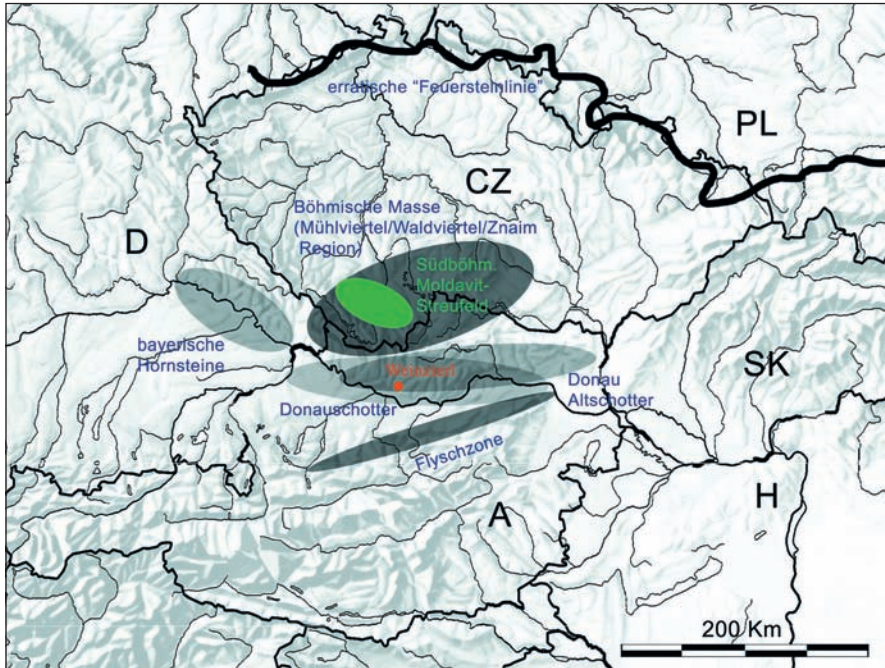 erratische "Feuersteinlinie"
PL
CZ
Böhmische Masse
(Mühlviertel/Waldviertel/Znaim
Region)
D
Südböhm.
Moldavit-
Streufeld
bayerische
Hornsteine
SK
Donau
Altschotter
Donauschotter
Flyschzone
A
H
200 Km